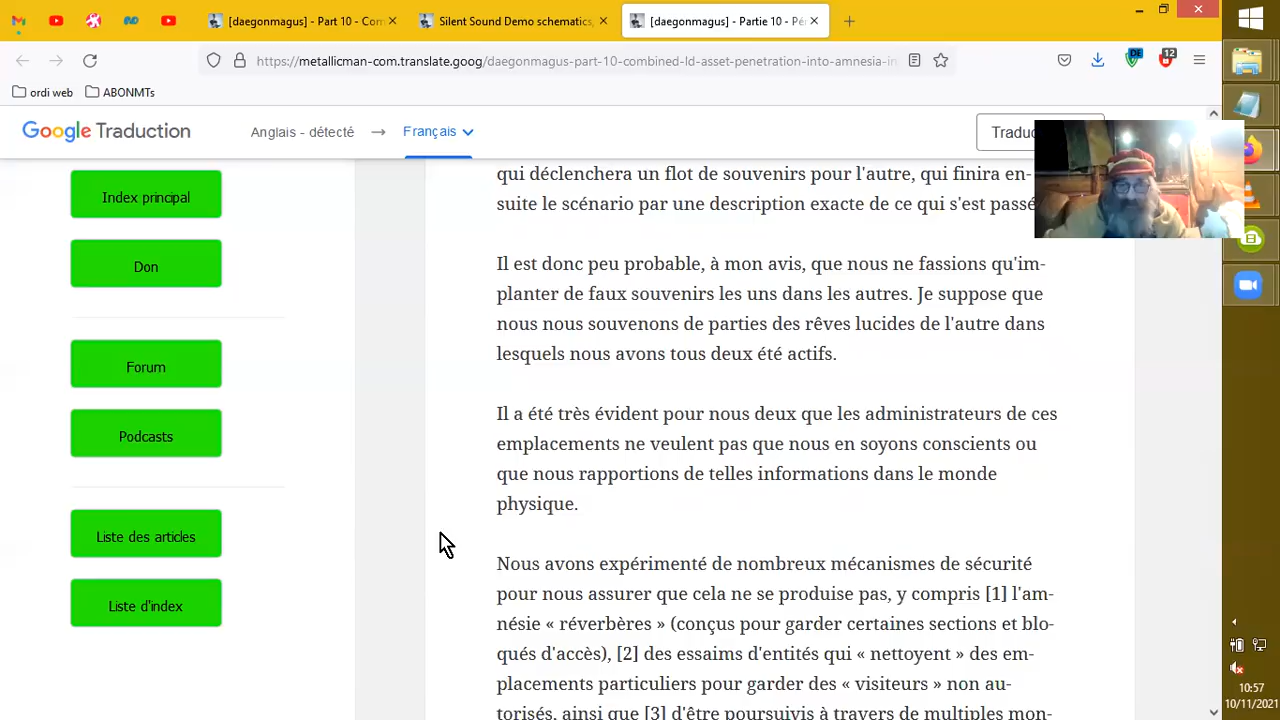 [daegonmagus] - Part 10 - Com
Silent Sound Demo schematics,
[daegonmagus] - Partie 10 - Pé
https://metallicman-com.translate.goog/daegonmagus-part-10-combined-ld-asset-penetration-into-amnesia-in
DE
12
ordi web
ABONMTs
Google Traduction
Anglais - détecté
Français
Traduc
Index principal
Don
Forum
Podcasts
Liste des articles
Liste d'index
qui déclenchera un flot de souvenirs pour l'autre, qui finira en-
suite le scénario par une description exacte de ce qui s'est passé
Il est donc peu probable, à mon avis, que nous ne fassions qu'im-
planter de faux souvenirs les uns dans les autres. Je suppose que
nous nous souvenons de parties des rêves lucides de l'autre dans
lesquels nous avons tous deux été actifs.
Il a été très évident pour nous deux que les administrateurs de ces
emplacements ne veulent pas que nous en soyons conscients ou
que nous rapportions de telles informations dans le monde
physique.
Nous avons expérimenté de nombreux mécanismes de sécurité
pour nous assurer que cela ne se produise pas, y compris [1] l'am-
nésie « réverbères » (conçus pour garder certaines sections et blo-
qués d'accès), [2] des essaims d'entités qui « nettoyent » des em-
placements particuliers pour garder des « visiteurs » non au-
torisés, ainsi que [3] d'être poursuivis à travers de multiples mon-
10:57
10/11/2021